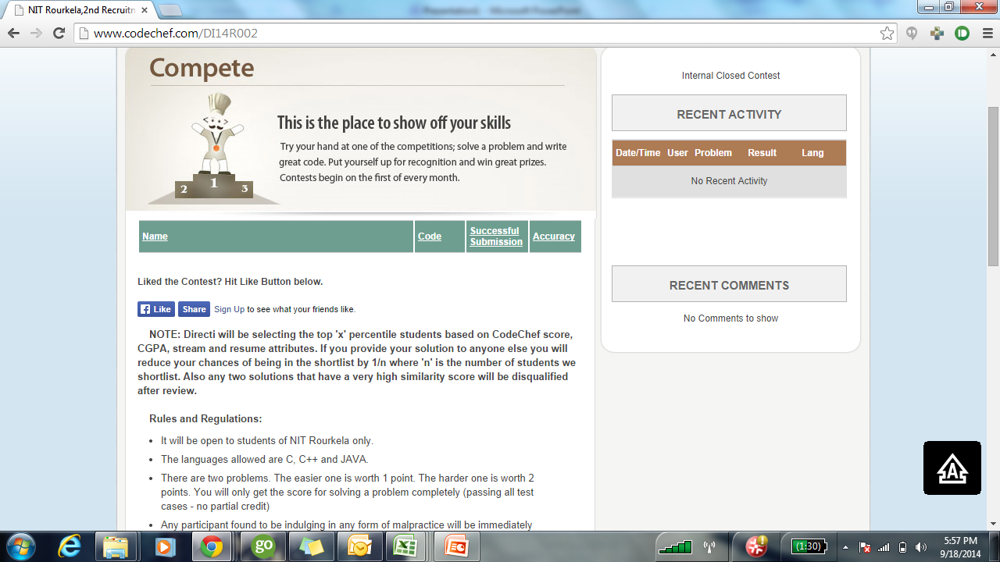 NIT Rourkela,2nd Recruitm
www.codechef.com/DI14R002
Compete
This is the place to show off your skills
Try your hand at one of the competitions; solve a problem and write
great code. Put yourself up for recognition and win great prizes.
Contests begin on the first of every month.
2 1 3
Name Code Successful Submission Accuracy
Liked the Contest? Hit Like Button below.
Like Share Sign Up to see what your friends like.
NOTE: Directi will be selecting the top 'x' percentile students based on CodeChef score,
CGPA, stream and resume attributes. If you provide your solution to anyone else you will
reduce your chances of being in the shortlist by 1/n where 'n' is the number of students we
shortlist. Also any two solutions that have a very high similarity score will be disqualified
after review.
Rules and Regulations:
It will be open to students of NIT Rourkela only.
The languages allowed are C, C++ and JAVA.
There are two problems. The easier one is worth 1 point. The harder one is worth 2
points. You will only get the score for solving a problem completely (passing all test
cases - no partial credit)
Any participant found to be indulging in any form of malpractice will be immediately
Internal Closed Contest
RECENT ACTIVITY
Date/Time User Problem Result Lang
No Recent Activity
RECENT COMMENTS
No Comments to show
A
go
(1:30)
5:57 PM
9/18/2014